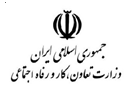 جمهوری اسلامی ایران
وزارت تعاون، کار و رفاه اجتماعی